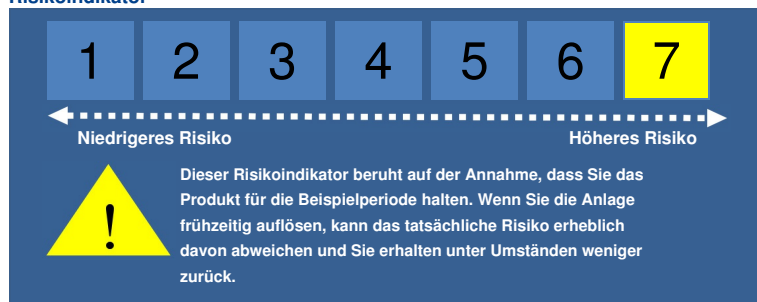 Risikoindikator
1 2 3 4 5 6 7
Niedrigeres Risiko Höheres Risiko
! Dieser Risikoindikator beruht auf der Annahme, dass Sie das
Produkt für die Beispielperiode halten. Wenn Sie die Anlage
frühzeitig auflösen, kann das tatsächliche Risiko erheblich
davon abweichen und Sie erhalten unter Umständen weniger
zurück.